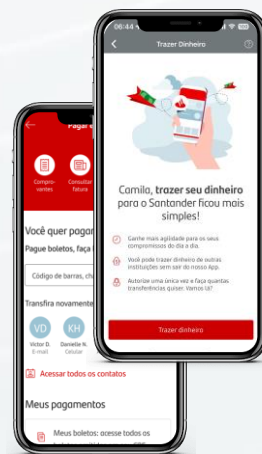 06:44
Trazer Dinheiro
Camila, trazer seu dinheiro
para o Santander ficou mais
simples!
Ganhe mais agilidade para os seus
compromissos do dia a dia.
Você pode trazer dinheiro de outras
instituições sem sair do nosso App.
Autorize uma única vez e faça quantas
transferências quiser. Vamos lá?
Trazer dinheiro
Pagar e
Compro-
vantes
Consultar
fatura
Você quer pagar
Pague boletos, faça
Código de barras, cha
Transfira novamente
VD
KH
Victor D.
E-mail
Danielle N.
Celular
Acessar todos os contatos
Meus pagamentos
Meus boletos: acesse todos os